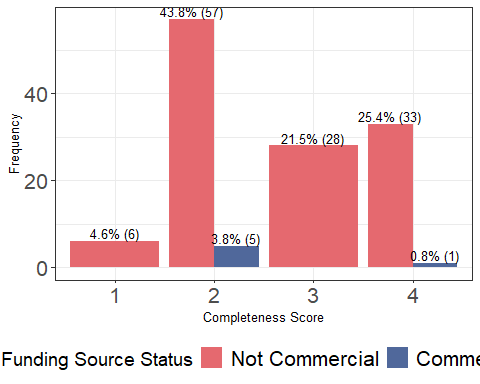 43.8% (57)
25.4% (33)
21.5% (28)
4.6% (6)
3.8% (5)
0.8% (1)
40
20
0
Frequency
1 2 3 4
Completeness Score
Funding Source Status Not Commercial Comme